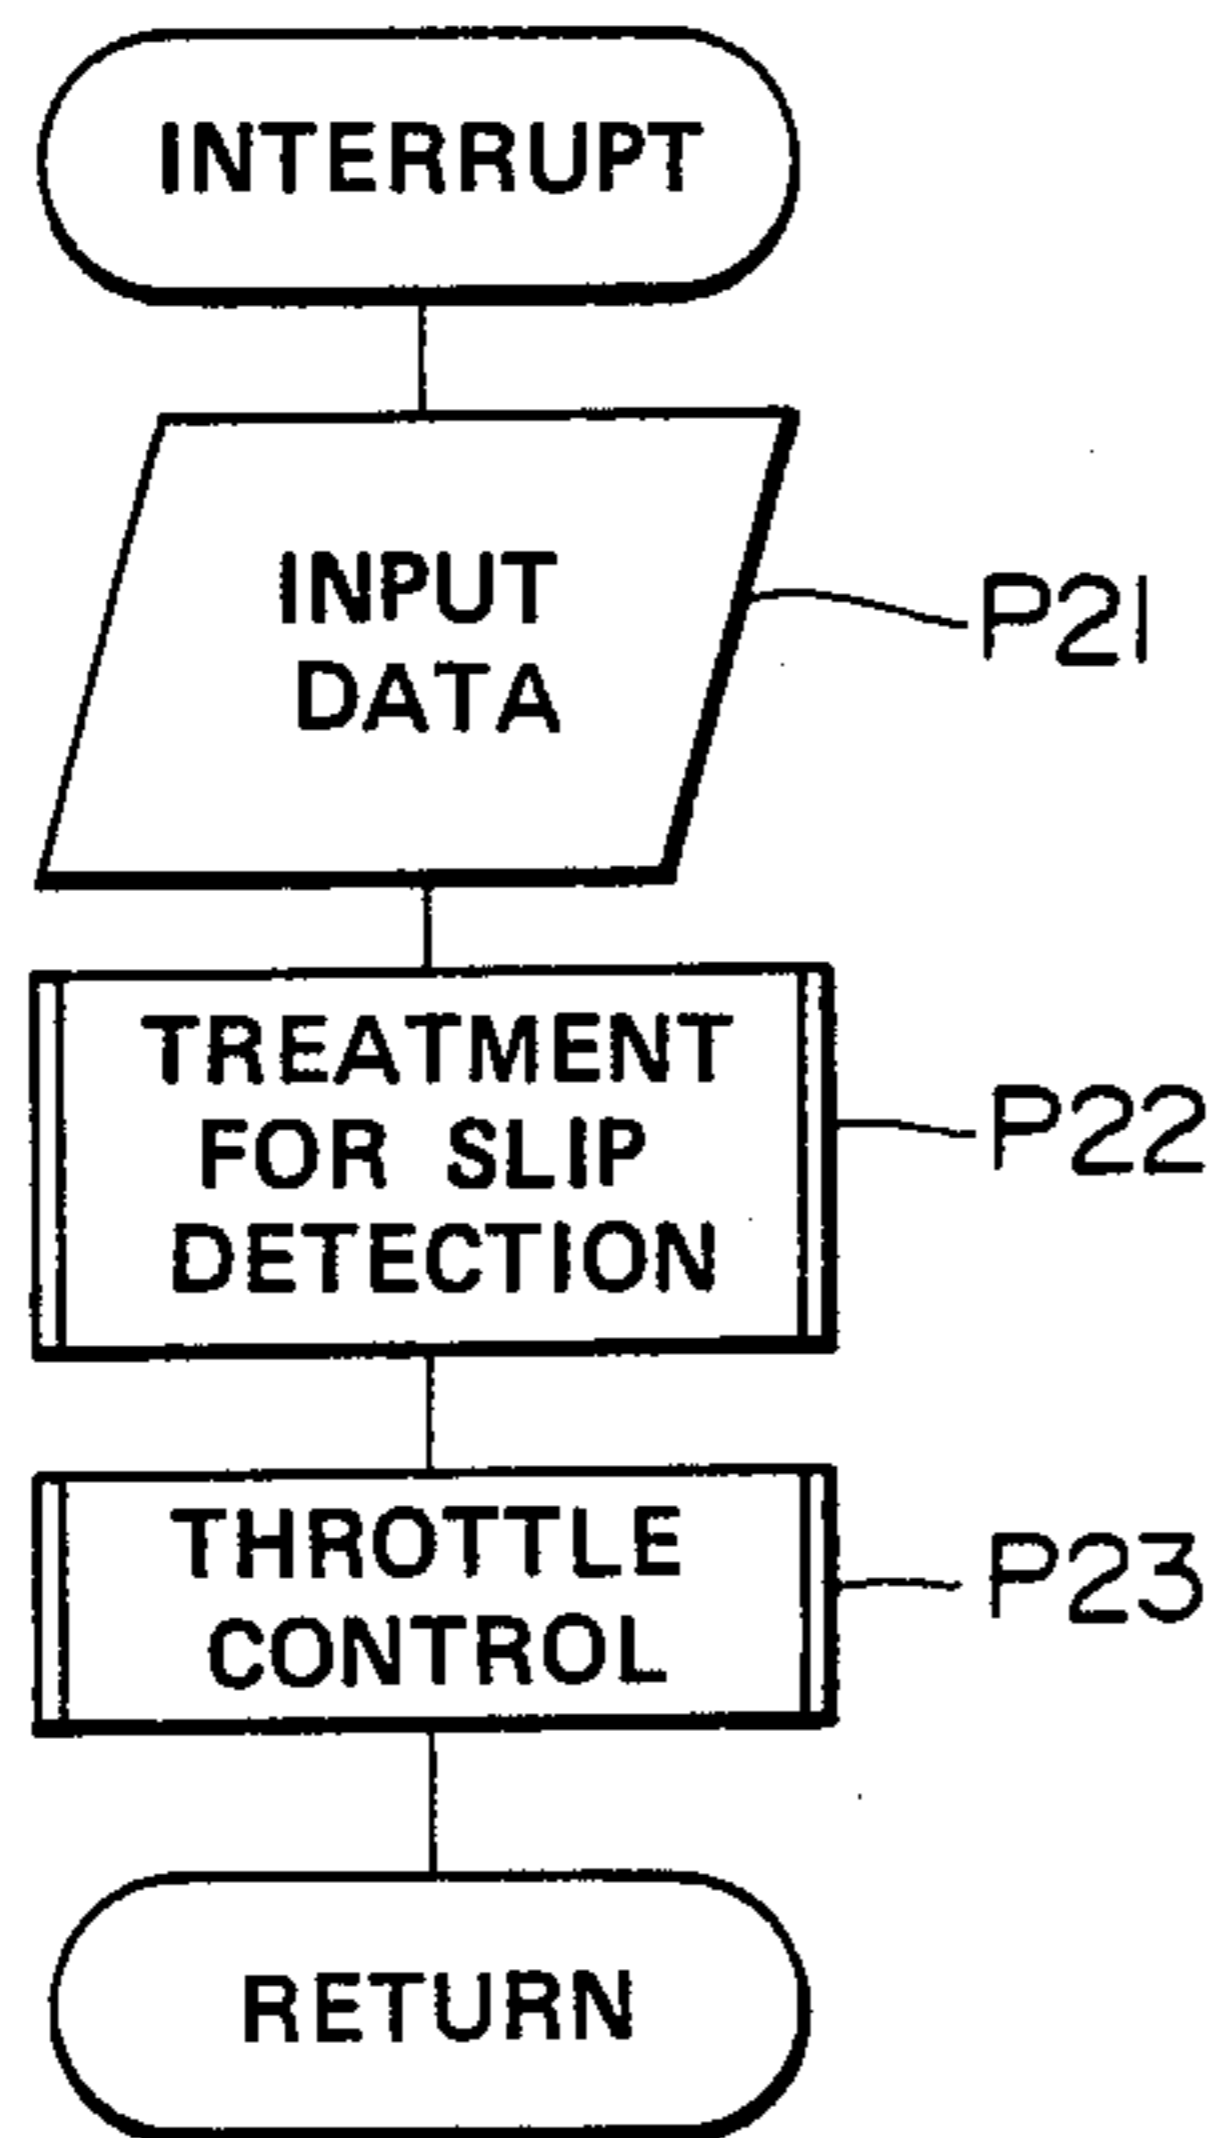 INTERRUPT
INPUT
DATA
P21
TREATMENT
FOR SLIP
DETECTION
P22
THROTTLE
CONTROL
P23
RETURN